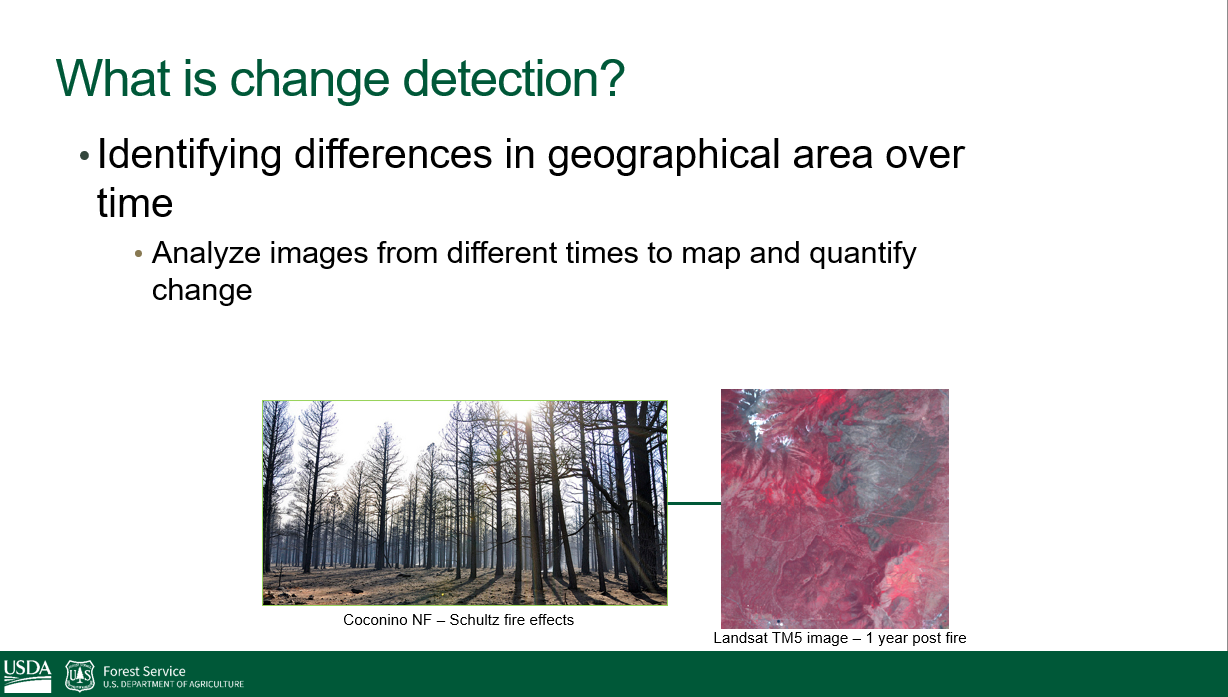 What is change detection?
• Identifying differences in geographical area over
time
• Analyze images from different times to map and quantify
change
Coconino NF – Schultz fire effects
Landsat TM5 image – 1 year post fire
USDA
UAS
Forest Service
U.S. DEPARTMENT OF AGRICULTURE